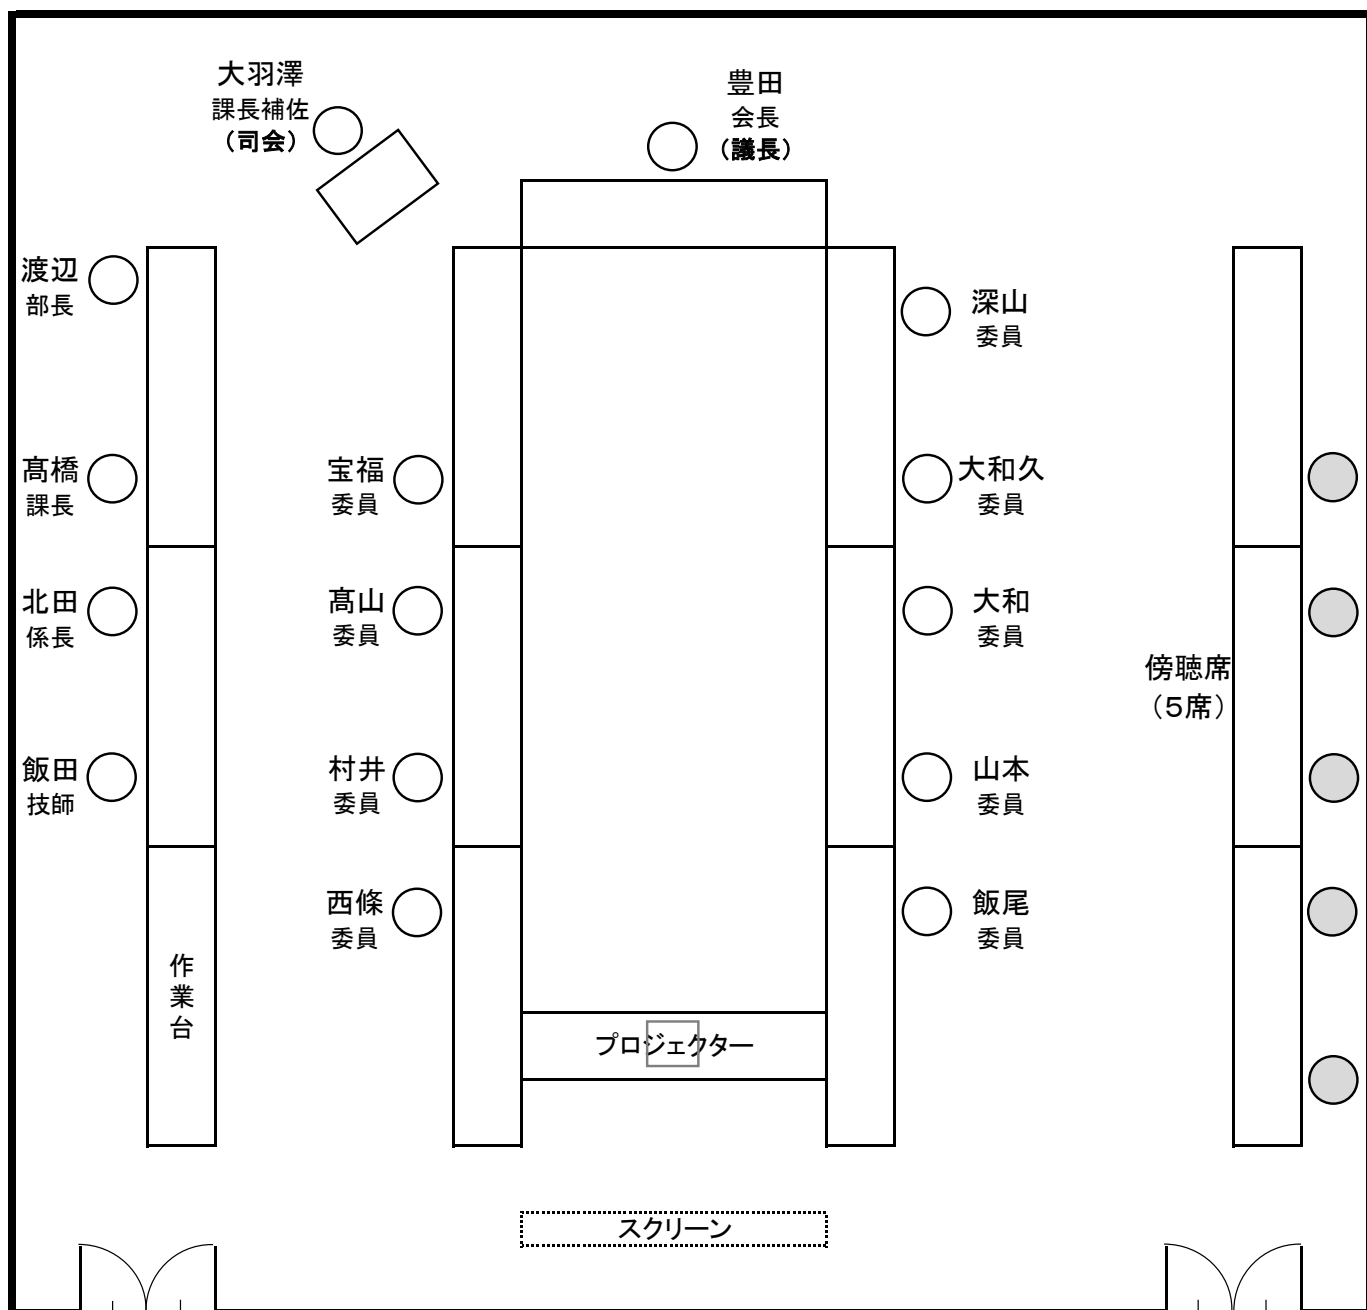 大羽澤
課長補佐
（司会）
豊田
会長
（議長）
渡辺
部長
深山
委員
髙橋
課長
宝福
委員
大和久
委員
北田
係長
髙山
委員
大和
委員
傍聴席
（５席）
飯田
技師
村井
委員
山本
委員
西條
委員
飯尾
委員
作業台
プロジェクター
スクリーン